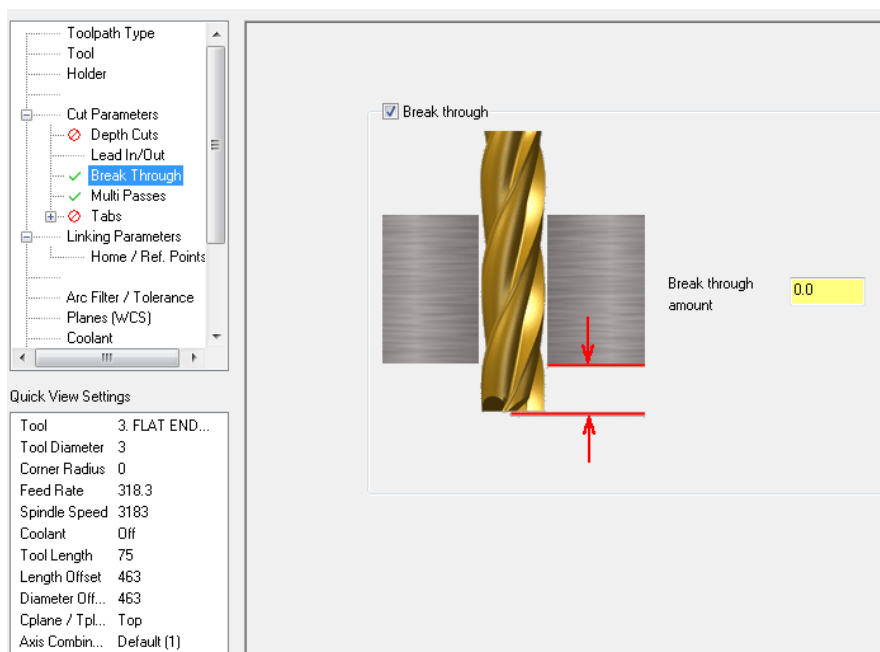 Toolpath Type
Tool
Holder
Cut Parameters
Depth Cuts
Lead In/Out
Break Through
Multi Passes
Tabs
Linking Parameters
Home / Ref. Points
Arc Filter / Tolerance
Planes (WCS)
Coolant
Quick View Settings
Tool 3. FLAT END...
Tool Diameter 3
Corner Radius 0
Feed Rate 318.3
Spindle Speed 3183
Coolant Off
Tool Length 75
Length Offset 463
Diameter Off... 463
Cplane / Tpl... Top
Axis Combin... Default (1)
Break through
Break through
amount
0.0